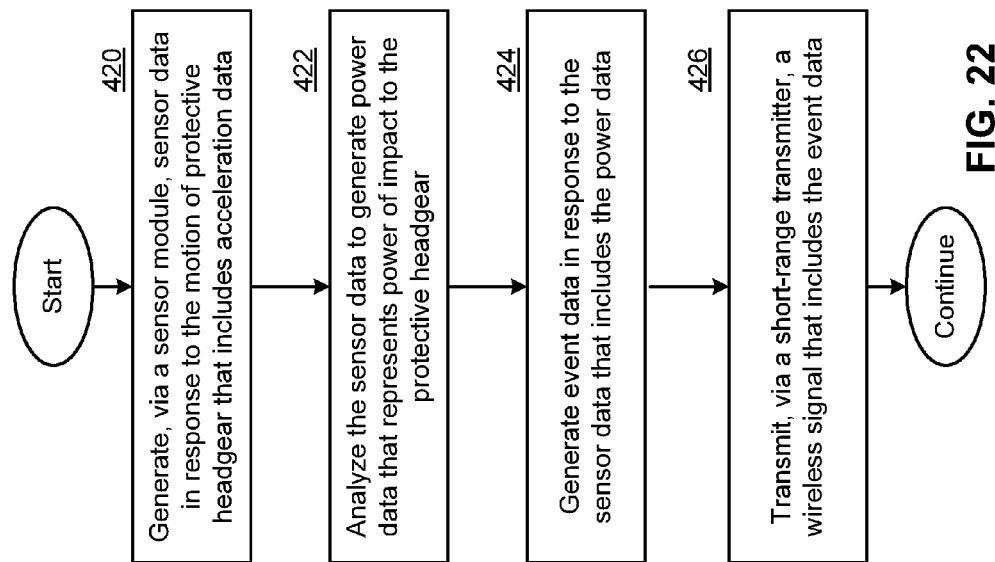 Start
420
Generate, via a sensor module, sensor data
in response to the motion of protective
headgear that includes acceleration data
422
Analyze the sensor data to generate power
data that represents power of impact to the
protective headgear
424
Generate event data in response to the
sensor data that includes the power data
426
Transmit, via a short-range transmitter, a
wireless signal that includes the event data
Continue
FIG. 22